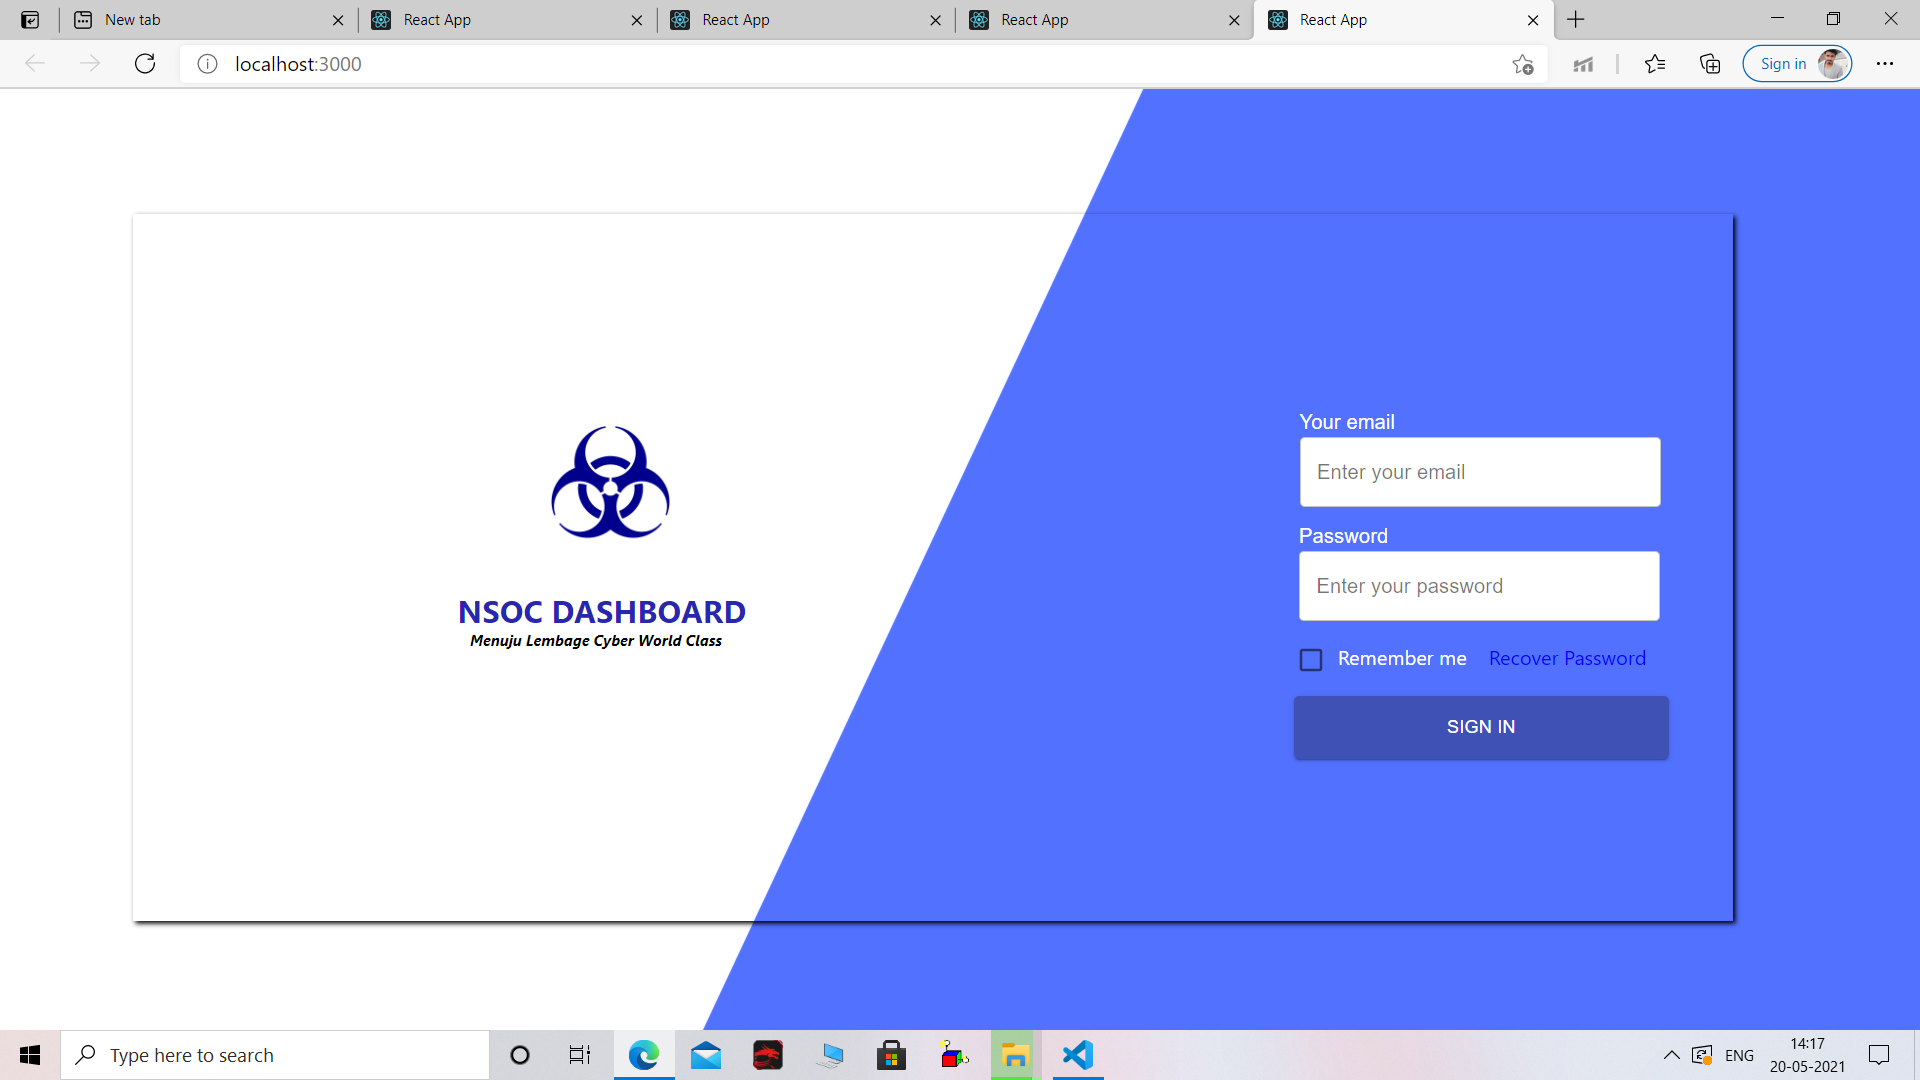 New tab
React App
React App
React App
React App
localhost:3000
Sign in
Your email
Enter your email
Password
Enter your password
Remember me Recover Password
SIGN IN
NSOC DASHBOARD
Menuju Lembage Cyber World Class
Type here to search
ENG
14:17
20-05-2021